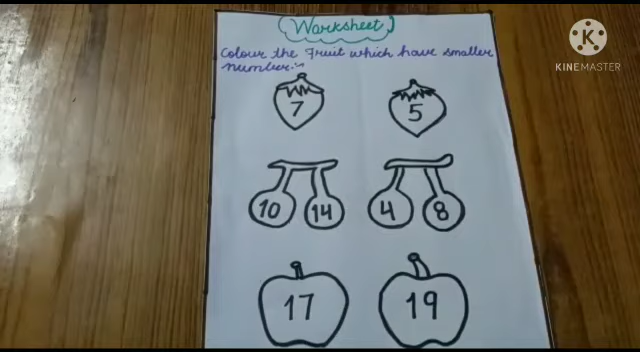 Worksheet
Colour the Fruit which have smaller
number:-
7 5
10 14 4 8
17 19
K
KINEMASTER